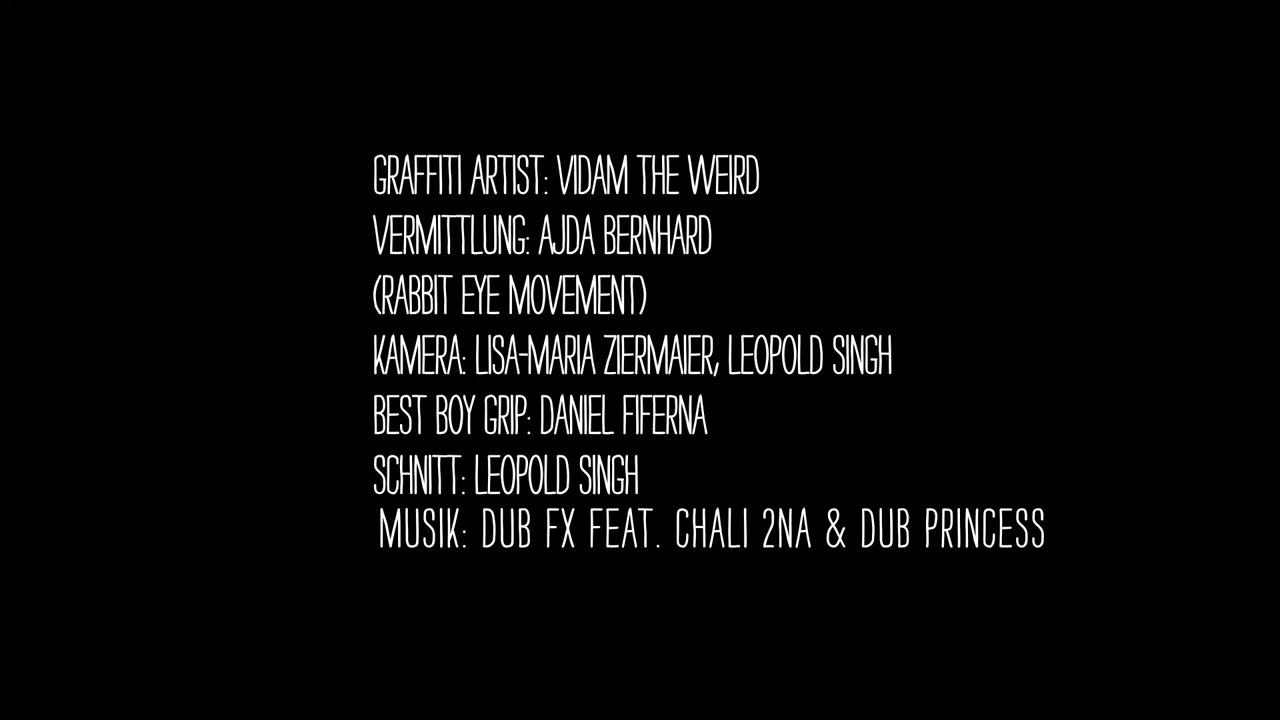 GRAFFITI ARTIST: VIDAM THE WEIRD
VERMITTLUNG: AJDA BERNHARD
(RABBIT EYE MOVEMENT)
KAMERA: LISA-MARIA ZIERMAIER, LEOPOLD SINGH
BEST BOY GRIP: DANIEL FIFERNA
SCHNITT: LEOPOLD SINGH
MUSIK: DUB FX FEAT. CHALI 2NA & DUB PRINCESS